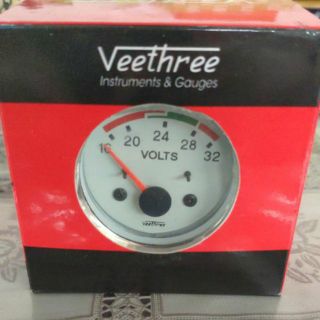 Veethree
Instruments & Gauges
16 20 24 28 32
VOLTS
veethree